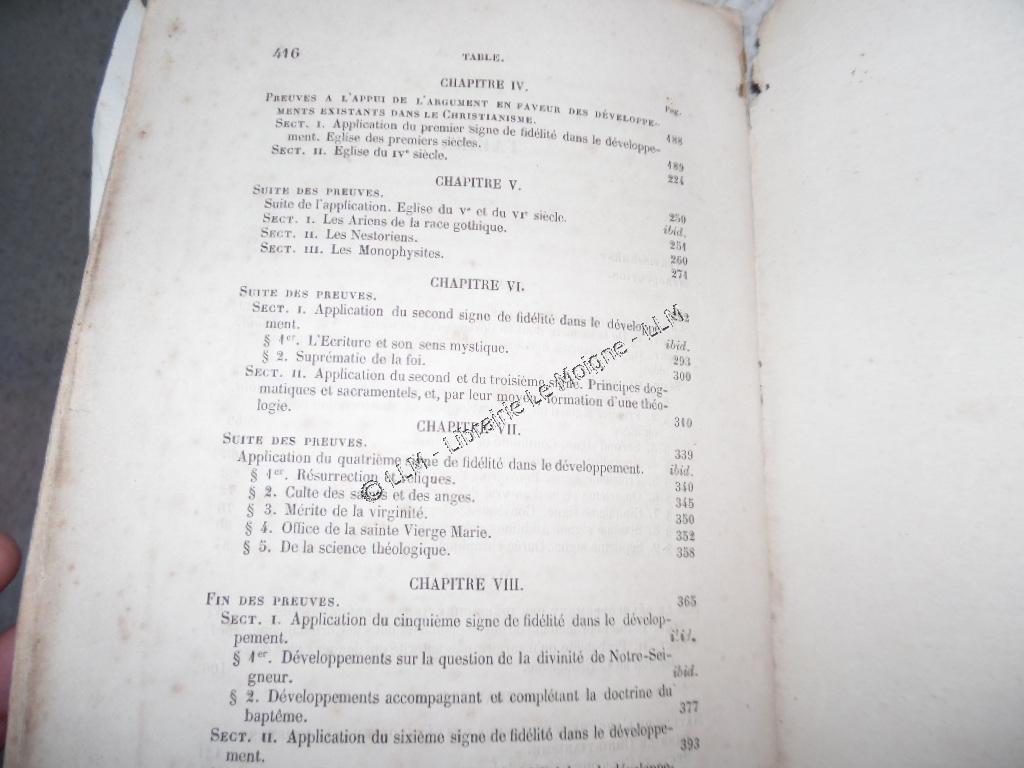 416 TABLE.
CHAPITRE IV.
Pag.
PREUVES A L'APPUI DE L'ARGUMENT EN FAVEUR DES DÉVELOPPE-
MENTS EXISTANTS DANS LE CHRISTIANISME. 188
SECT. I. Application du premier signe de fidélité dans le développe-
ment. Eglise des premiers siècles. 189
SECT. II. Eglise du IVe siècle. 224
CHAPITRE V.
SUITE DES PREUVES. 250
Suite de l'application. Eglise du Ve et du VIe siècle. ibid.
SECT. I. Les Ariens de la race gothique. 251
SECT. II. Les Nestoriens. 260
SECT. III. Les Monophysites. 274
CHAPITRE VI.
SUITE DES PREUVES.
SECT. I. Application du second signe de fidélité dans le développe-
ment. ibid.
§ 1er. L'Ecriture et son sens mystique. 293
§ 2. Suprématie de la foi. 300
SECT. II. Application du second et du troisième signe. Principes dog-
matiques et sacramentels, et, par leur moyen, formation d'une théo-
logie. 310
CHAPITRE VII.
SUITE DES PREUVES. 339
Application du quatrième signe de fidélité dans le développement. ibid.
§ 1er. Résurrection et reliques. 340
§ 2. Culte des saints et des anges. 345
§ 3. Mérite de la virginité. 350
§ 4. Office de la sainte Vierge Marie. 352
§ 5. De la science théologique. 358
CHAPITRE VIII.
FIN DES PREUVES. 365
SECT. I. Application du cinquième signe de fidélité dans le dévelop-
pement. ibid.
§ 1er. Développements sur la question de la divinité de Notre-Sei-
gneur. ibid.
§ 2. Développements accompagnant et complétant la doctrine du
baptême. 377
SECT. II. Application du sixième signe de fidélité dans le développe-
ment. 393
© LLM - Librairie Le Moigne - LLM